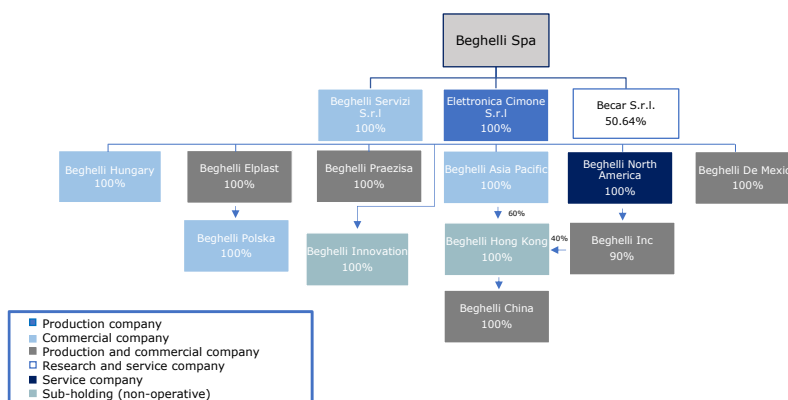 Beghelli Spa
Beghelli Servizi
S.r.l
100%
Elettronica Cimone
S.r.l
100%
Becar S.r.l.
50.64%
Beghelli Hungary
100%
Beghelli Elplast
100%
Beghelli Praezisa
100%
Beghelli Asia Pacific
100%
Beghelli North
America
100%
Beghelli De Mexico
100%
60%
Beghelli Polska
100%
Beghelli Innovation
100%
Beghelli Hong Kong
100%
40%
Beghelli Inc
90%
Beghelli China
100%
Production company
Commercial company
Production and commercial company
Research and service company
Service company
Sub-holding (non-operative)